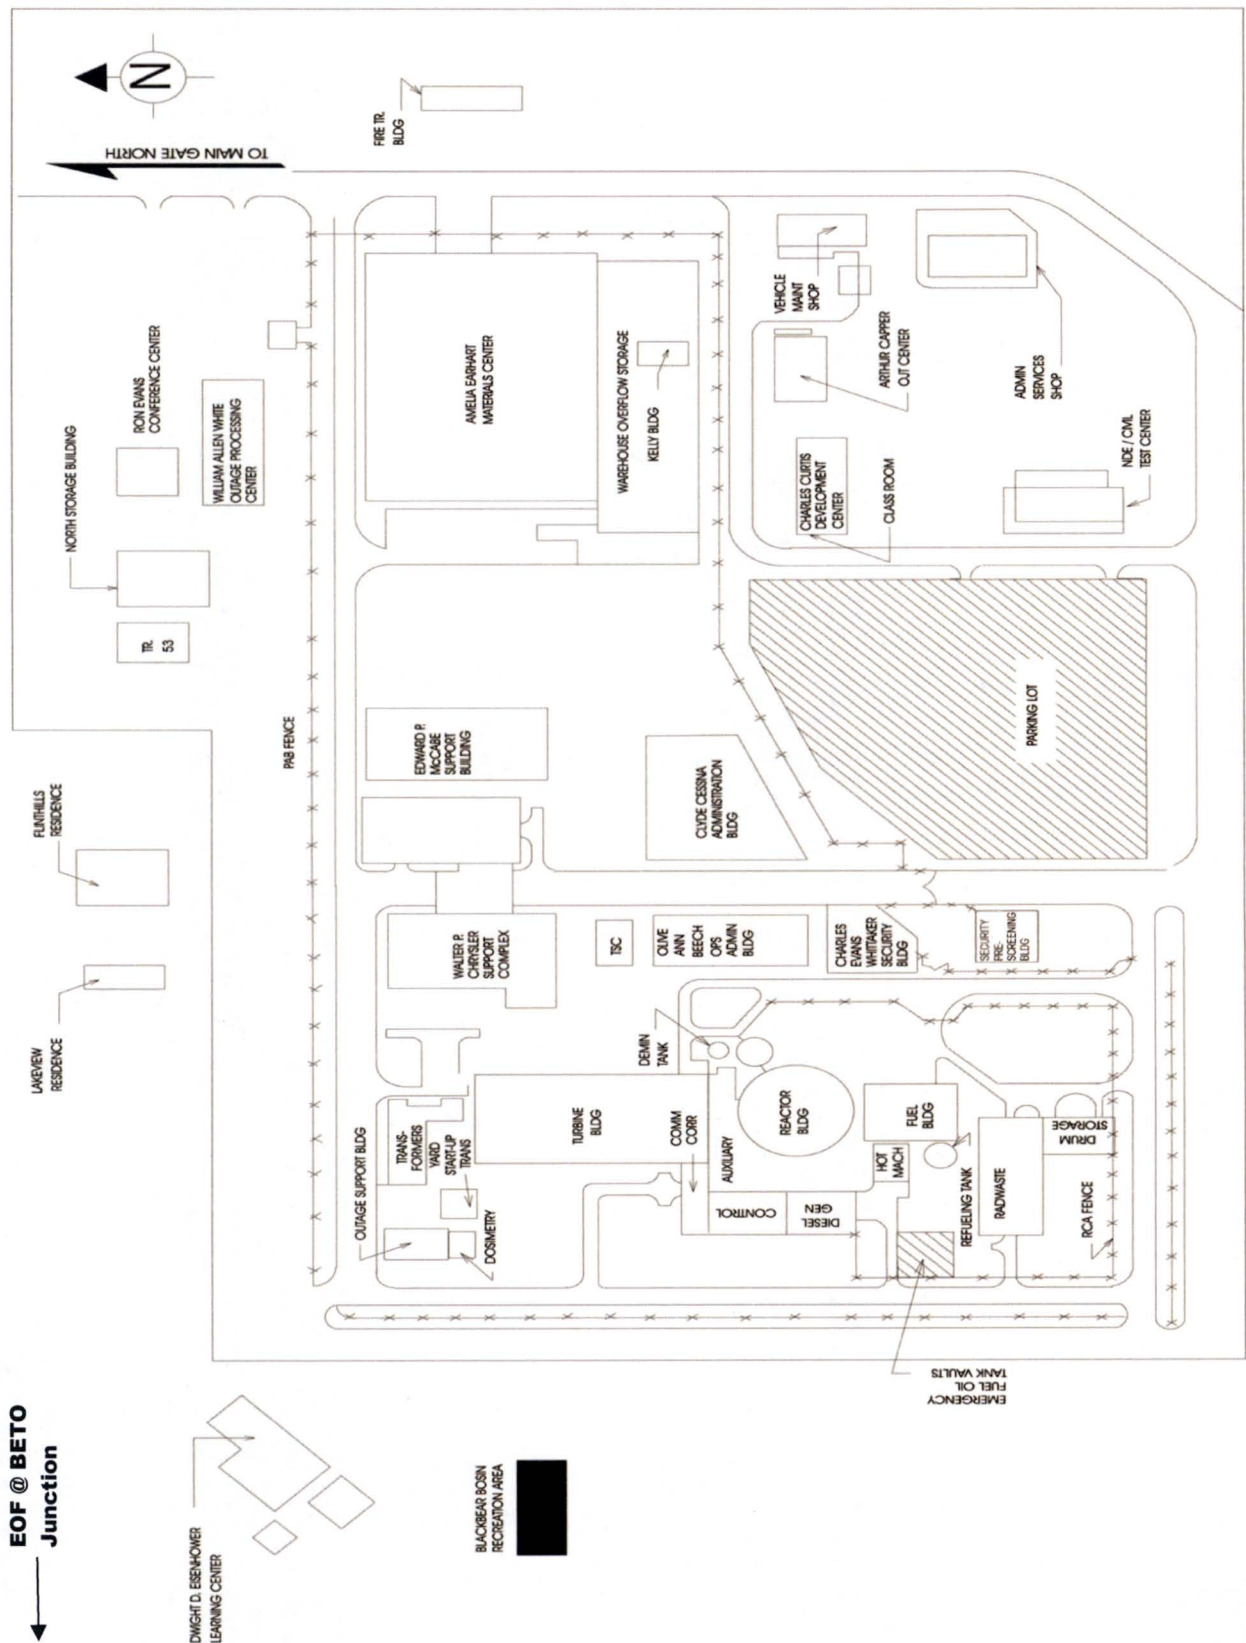 EOF @ BETO
Junction
DWIGHT D. EISENHOWER
LEARNING CENTER
BLACKBEAR BOSIN
RECREATION AREA
LAKEVIEW
RESIDENCE
FLINTHILLS
RESIDENCE
PAB FENCE
TR.
53
NORTH STORAGE BUILDING
RON EVANS
CONFERENCE CENTER
WILLIAM ALLEN WHITE
OUTAGE PROCESSING
CENTER
TO MAIN GATE NORTH
N
FIRE TR.
BLDG
OUTAGE SUPPORT BLDG
TRANS-
FORMERS
YARD
START-UP
TRANS
DOSIMETRY
WALTER P.
CHRYSLER
SUPPORT
COMPLEX
EDWARD P.
McCABE
SUPPORT
BUILDING
AMELIA EARHART
MATERIALS CENTER
WAREHOUSE OVERFLOW STORAGE
KELLY BLDG
TURBINE
BLDG
COMM
CORR
DEMIN
TANK
TSC
OLIVE
ANN
BEECH
OPS
ADMIN
BLDG
CLYDE CESSNA
ADMINISTRATION
BLDG
AUXILIARY
CONTROL
DIESEL
GEN
REACTOR
BLDG
CHARLES
EVANS
WHITTAKER
SECURITY
BLDG
VEHICLE
MAINT
SHOP
ARTHUR CAPPER
CUT CENTER
CHARLES CURTIS
DEVELOPMENT
CENTER
CLASS ROOM
HOT
MACH
FUEL
BLDG
REFUELING TANK
RADWASTE
DRUM
STORAGE
RCA FENCE
SECURITY
PRE-
SCREENING
BLDG
PARKING LOT
ADMIN
SERVICES
SHOP
NDE / CIVIL
TEST CENTER
EMERGENCY
FUEL OIL
TANK VAULTS